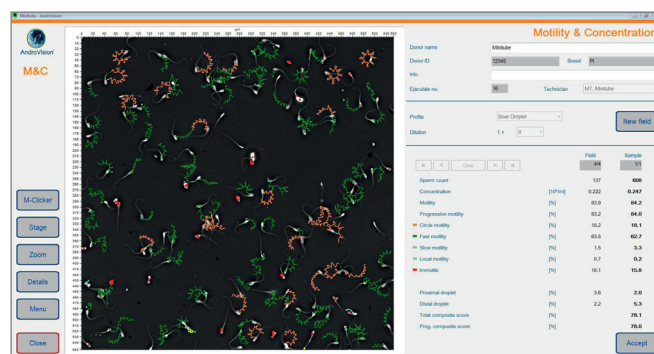 Minitube - AndroVision
AndroVision
M&C
M-Clicker
Stage
Zoom
Details
Menu
Close
Motility & Concentration
Donor name Minitube
Donor ID 12345 Breed PI
Info
Ejaculate no. 16 Technician MT, Minitube
Profile Boar Droplet
Dilution 1 + 9
New field
Clear
Field Sample
4/4 1/1
Sperm count 137 608
Concentration [10⁹/ml] 0.222 0.247
Motility [%] 83.9 84.2
Progressive motility [%] 83.2 84.0
Circle motility [%] 18.2 18.1
Fast motility [%] 63.5 62.7
Slow motility [%] 1.5 3.3
Local motility [%] 0.7 0.2
Immotile [%] 16.1 15.8
Proximal droplet [%] 3.6 2.0
Distal droplet [%] 2.2 5.3
Total composite score [%] 78.1
Prog. composite score [%] 78.0
Accept